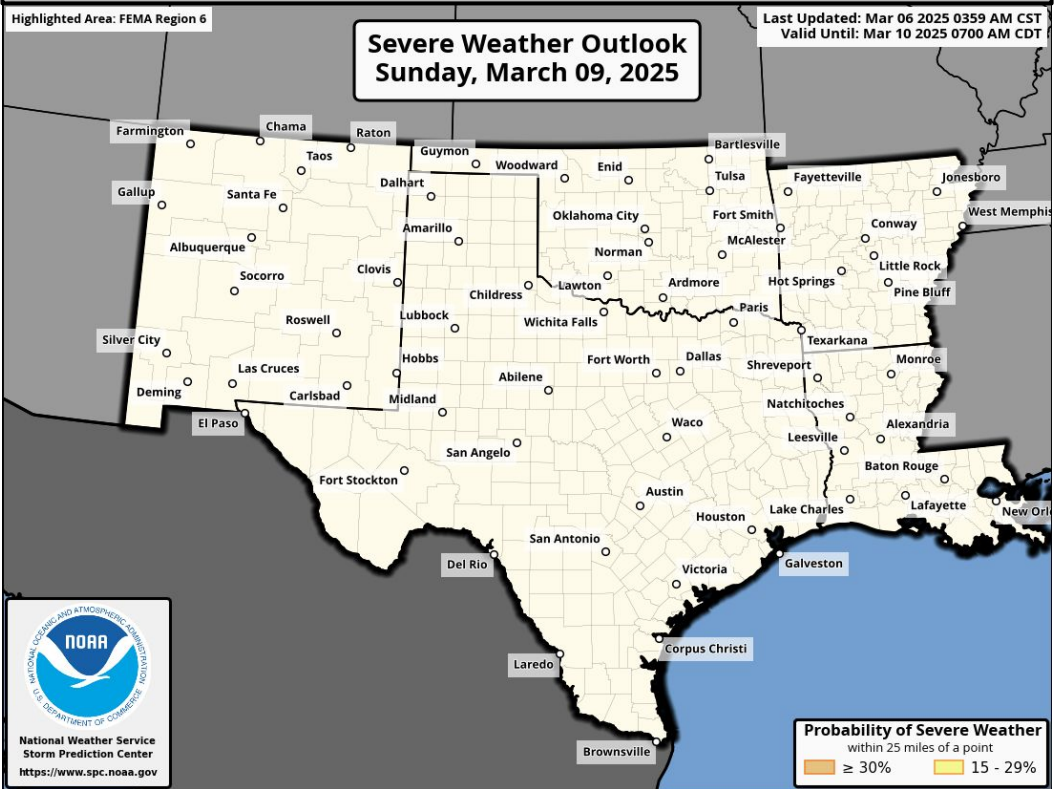 Highlighted Area: FEMA Region 6
Last Updated: Mar 06 2025 0359 AM CST
Valid Until: Mar 10 2025 0700 AM CDT
Severe Weather Outlook
Sunday, March 09, 2025
Farmington
Chama
Raton
Taos
Guymon
Woodward
Enid
Bartlesville
Tulsa
Fayetteville
Jonesboro
Gallup
Santa Fe
Dalhart
Amarillo
Oklahoma City
Fort Smith
West Memphis
Albuquerque
Norman
McAlester
Conway
Socorro
Clovis
Childress
Lawton
Ardmore
Hot Springs
Little Rock
Pine Bluff
Roswell
Lubbock
Wichita Falls
Paris
Texarkana
Silver City
Las Cruces
Hobbs
Fort Worth
Dallas
Shreveport
Monroe
Deming
Carlsbad
Midland
Abilene
Natchitoches
El Paso
San Angelo
Waco
Leesville
Alexandria
Fort Stockton
Austin
Baton Rouge
Houston
Lake Charles
Lafayette
New Orl
San Antonio
Del Rio
Victoria
Galveston
Laredo
Corpus Christi
Brownsville
NATIONAL OCEANIC AND ATMOSPHERIC ADMINISTRATION
NOAA
U.S. DEPARTMENT OF COMMERCE
National Weather Service
Storm Prediction Center
https://www.spc.noaa.gov
Probability of Severe Weather
within 25 miles of a point
≥ 30%
15 - 29%